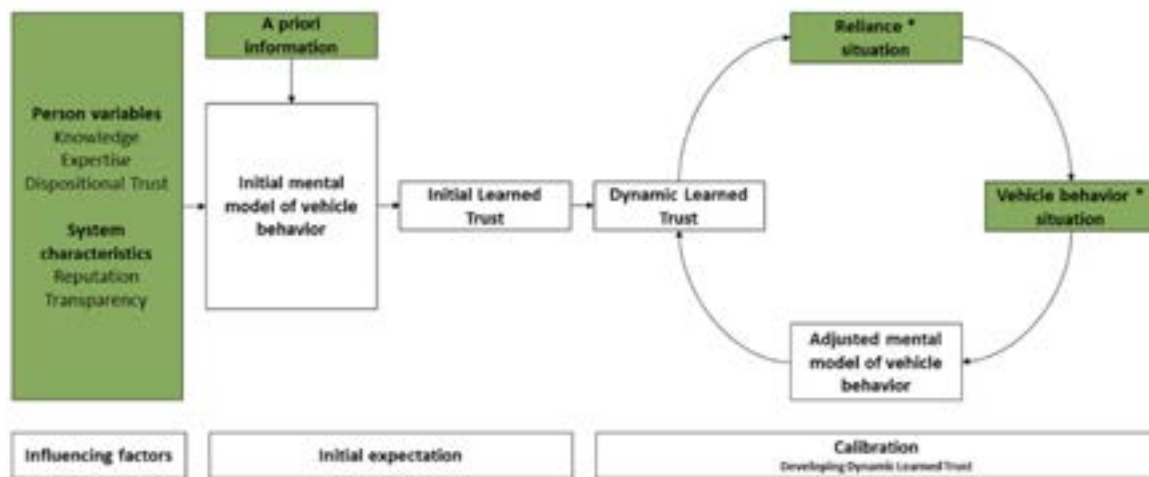 Person variables
Knowledge
Expertise
Dispositional Trust
System
characteristics
Reputation
Transparency
A priori
information
Initial mental
model of vehicle
behavior
Initial Learned
Trust
Dynamic Learned
Trust
Reliance *
situation
Vehicle behavior *
situation
Adjusted mental
model of vehicle
behavior
Influencing factors
Initial expectation
Calibration
Developing Dynamic Learned Trust